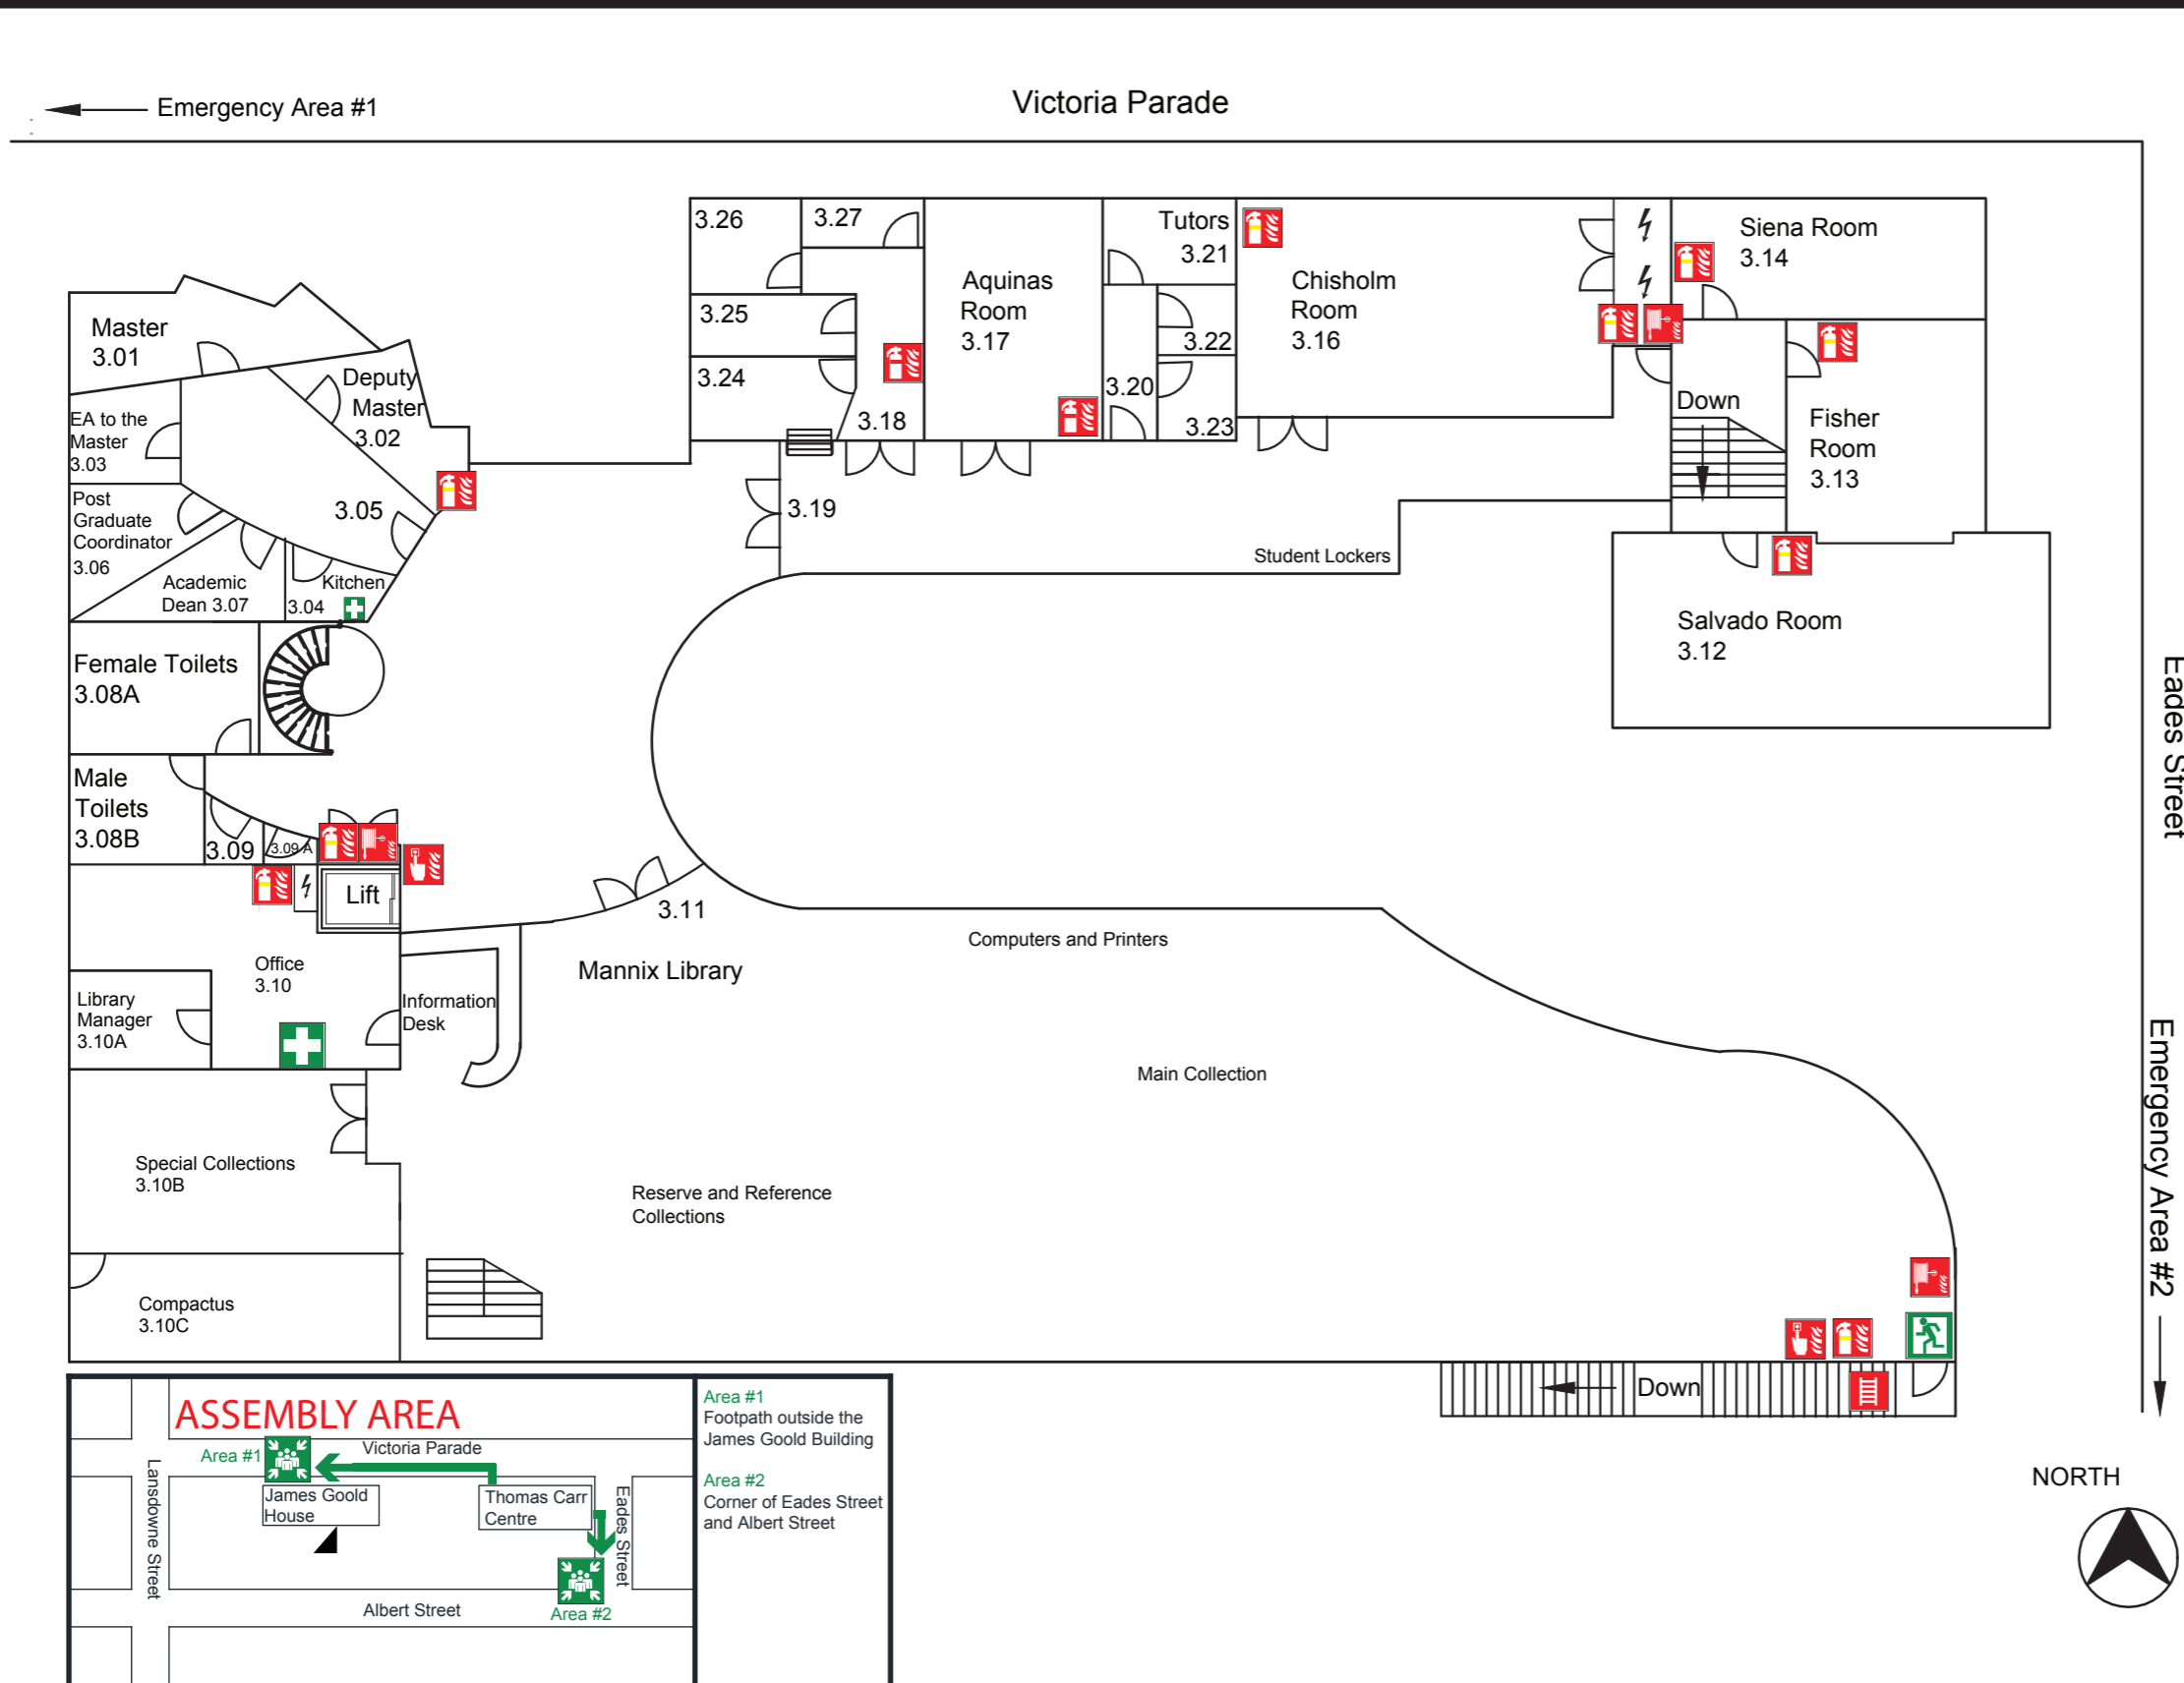 Emergency Area #1
Victoria Parade
3.26
3.27
Tutors
3.21
Siena Room
3.14
Aquinas
Room
3.17
Chisholm
Room
3.16
3.25
3.22
3.24
3.20
3.18
3.23
Master
3.01
Deputy
Master
3.02
EA to the
Master
3.03
Down
Fisher
Room
3.13
Post
Graduate
Coordinator
3.06
3.05
3.19
Student Lockers
Academic
Dean 3.07
Kitchen
3.04
Salvado Room
3.12
Female Toilets
3.08A
Eades Street
Male
Toilets
3.08B
3.09
3.09 A
Lift
3.11
Computers and Printers
Office
3.10
Mannix Library
Library
Manager
3.10A
Information
Desk
Main Collection
Emergency Area #2
Special Collections
3.10B
Reserve and Reference
Collections
Compactus
3.10C
Down
ASSEMBLY AREA
Area #1
Victoria Parade
Lansdowne Street
James Goold
House
Thomas Carr
Centre
Eades Street
Albert Street
Area #2
Area #1
Footpath outside the
James Goold Building
Area #2
Corner of Eades Street
and Albert Street
NORTH